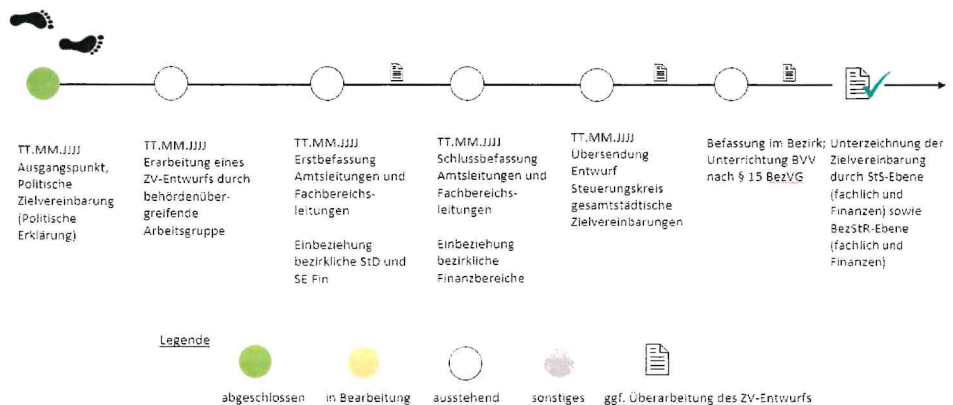 TT.MM.JJJJ
Ausgangspunkt,
Politische
Zielvereinbarung
(Politische
Erklärung)
TT.MM.JJJJ
Erarbeitung eines
ZV-Entwurfs durch
behördenüber-
greifende
Arbeitsgruppe
TT.MM.JJJJ
Erstbefassung
Amtsleitungen und
Fachbereichs-
leitungen
Einbeziehung
bezirkliche StD und
SE Fin
TT.MM.JJJJ
Schlussbefassung
Amtsleitungen und
Fachbereichs-
leitungen
Einbeziehung
bezirkliche
Finanzbereiche
TT.MM.JJJJ
Übersendung
Entwurf
Steuerungskreis
gesamtstädtische
Zielvereinbarungen
Befassung im Bezirk;
Unterrichtung BVV
nach § 15 BezVG
Unterzeichnung der
Zielvereinbarung
durch StS-Ebene
(fachlich und
Finanzen) sowie
BezStR-Ebene
(fachlich und
Finanzen)
Legende
abgeschlossen
in Bearbeitung
ausstehend
sonstiges
ggf. Überarbeitung des ZV-Entwurfs